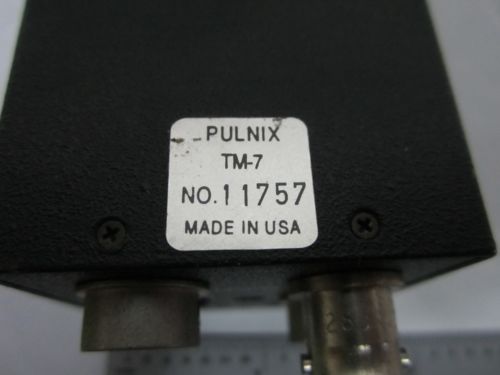 PULNIX
TM-7
NO.11757
MADE IN USA